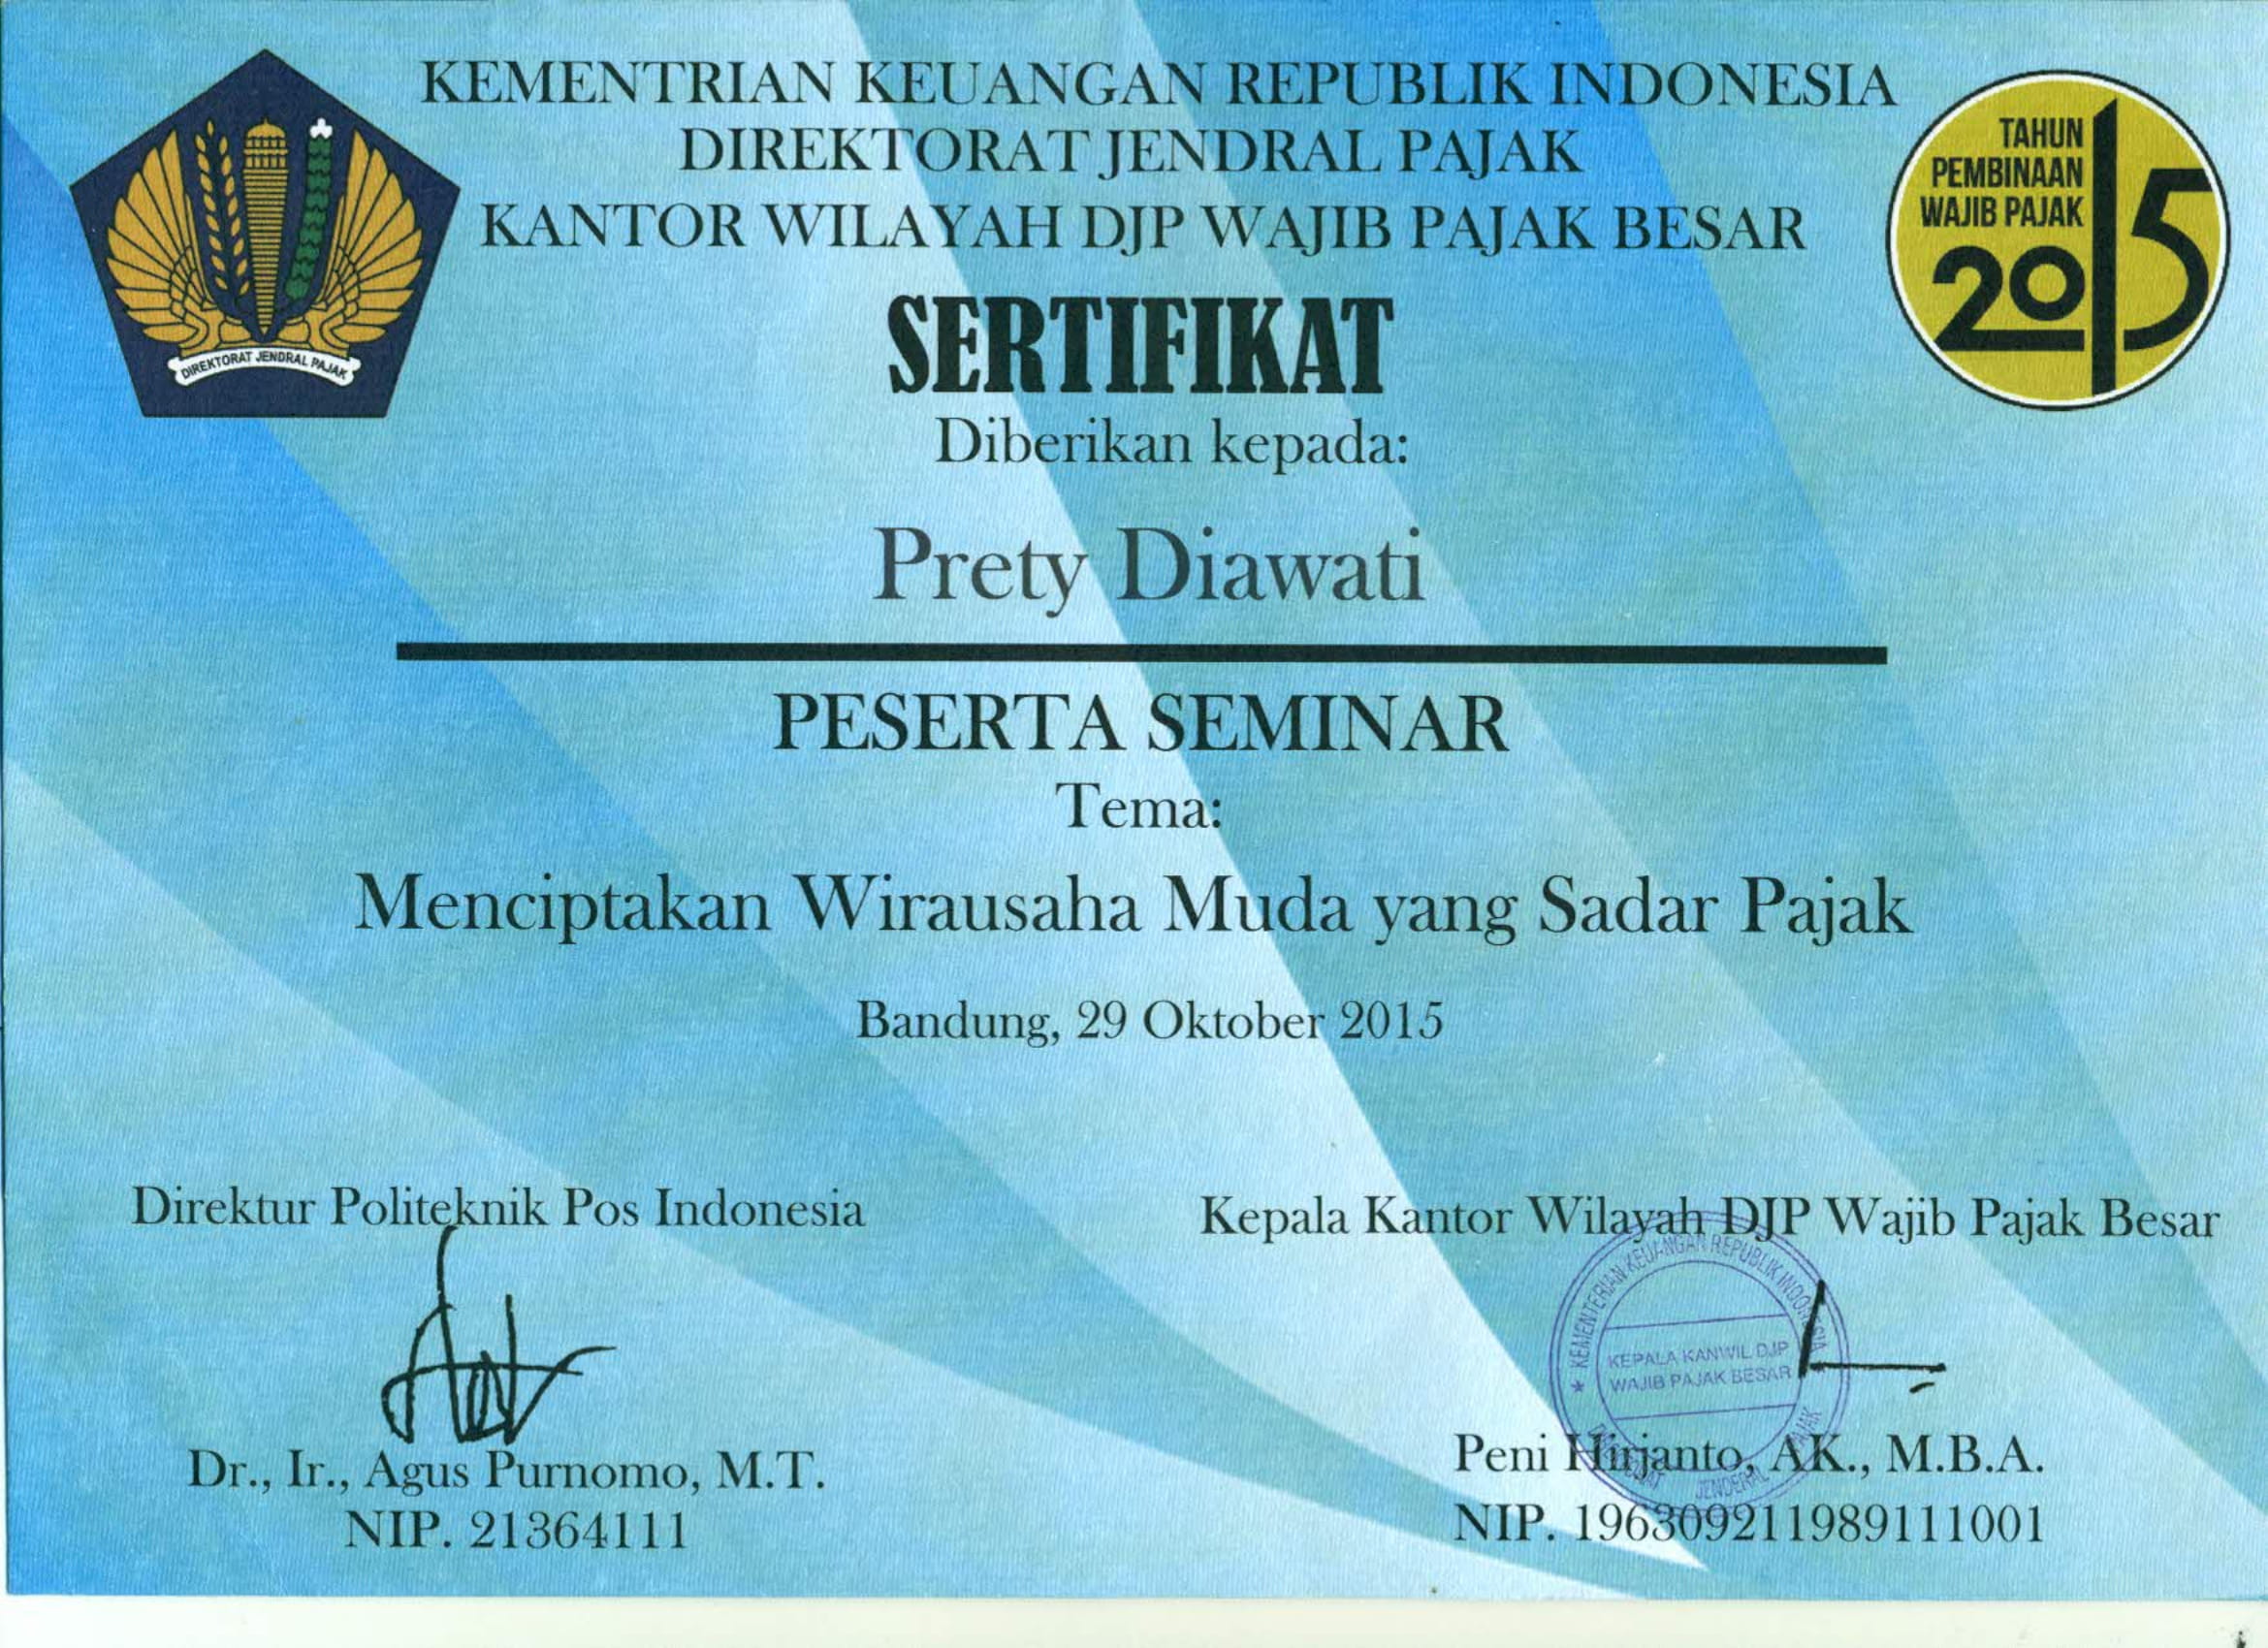 KEMENTRIAN KEUANGAN REPUBLIK INDONESIA
DIREKTORAT JENDRAL PAJAK
KANTOR WILAYAH DJP WAJIB PAJAK BESAR
DIREKTORAT JENDRAL PAJAK
TAHUN
PEMBINAAN
WAJIB PAJAK
2015
SERTIFIKAT
Diberikan kepada:
Prety Diawati
PESERTA SEMINAR
Tema:
Menciptakan Wirausaha Muda yang Sadar Pajak
Bandung, 29 Oktober 2015
Direktur Politeknik Pos Indonesia
Dr., Ir., Agus Purnomo, M.T.
NIP. 21364111
Kepala Kantor Wilayah DJP Wajib Pajak Besar
KEMENTERIAN KEUANGAN REPUBLIK INDONESIA
KEPALA KANWIL DJP
WAJIB PAJAK BESAR
JENDERAL PAJAK
Peni Hirjanto, AK., M.B.A.
NIP. 196309211989111001